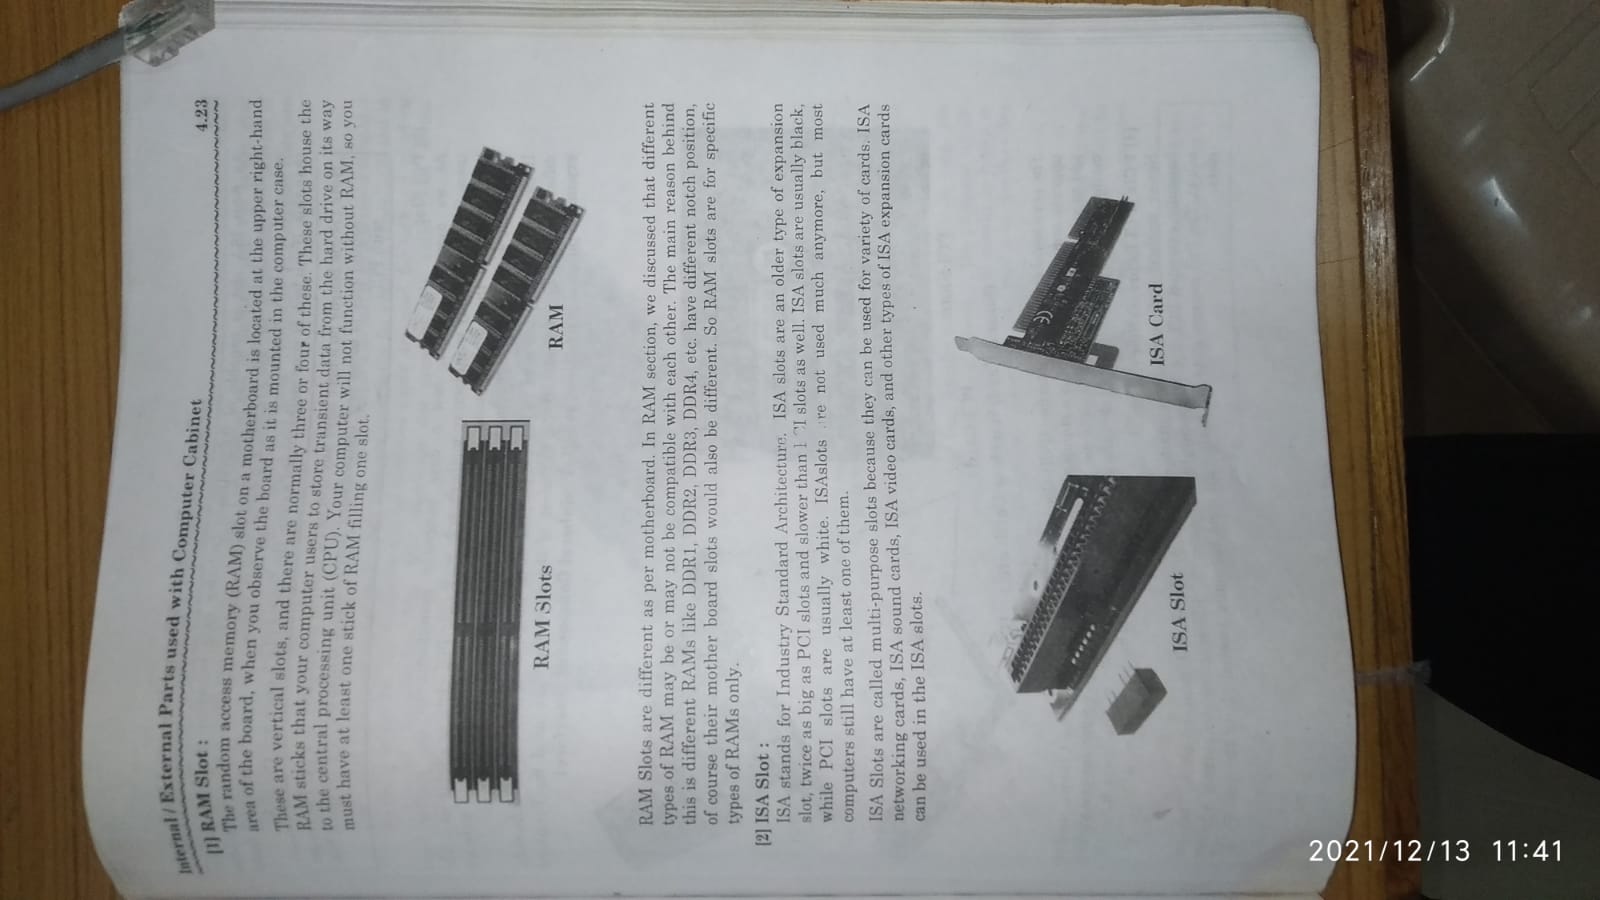 Internal / External Parts used with Computer Cabinet 4.23
[1] RAM Slot :
The random access memory (RAM) slot on a motherboard is located at the upper right-hand
area of the board, when you observe the board as it is mounted in the computer case.
These are vertical slots, and there are normally three or four of these. These slots house the
RAM sticks that your computer users to store transient data from the hard drive on its way
to the central processing unit (CPU). Your computer will not function without RAM, so you
must have at least one stick of RAM filling one slot.
RAM Slots
RAM
RAM Slots are different as per motherboard. In RAM section, we discussed that different
types of RAM may be or may not be compatible with each other. The main reason behind
this is different RAMs like DDR1, DDR2, DDR3, DDR4, etc. have different notch position,
of course their mother board slots would also be different. So RAM slots are for specific
types of RAMs only.
[2] ISA Slot :
ISA stands for Industry Standard Architecture. ISA slots are an older type of expansion
slot, twice as big as PCI slots and slower than slots as well. ISA slots are usually black,
while PCI slots are usually white. ISAslots are not used much anymore, but most
computers still have at least one of them.
ISA Slots are called multi-purpose slots because they can be used for variety of cards. ISA
networking cards, ISA sound cards, ISA video cards, and other types of ISA expansion cards
can be used in the ISA slots.
ISA Slot
ISA Card
2021/12/13 11:41